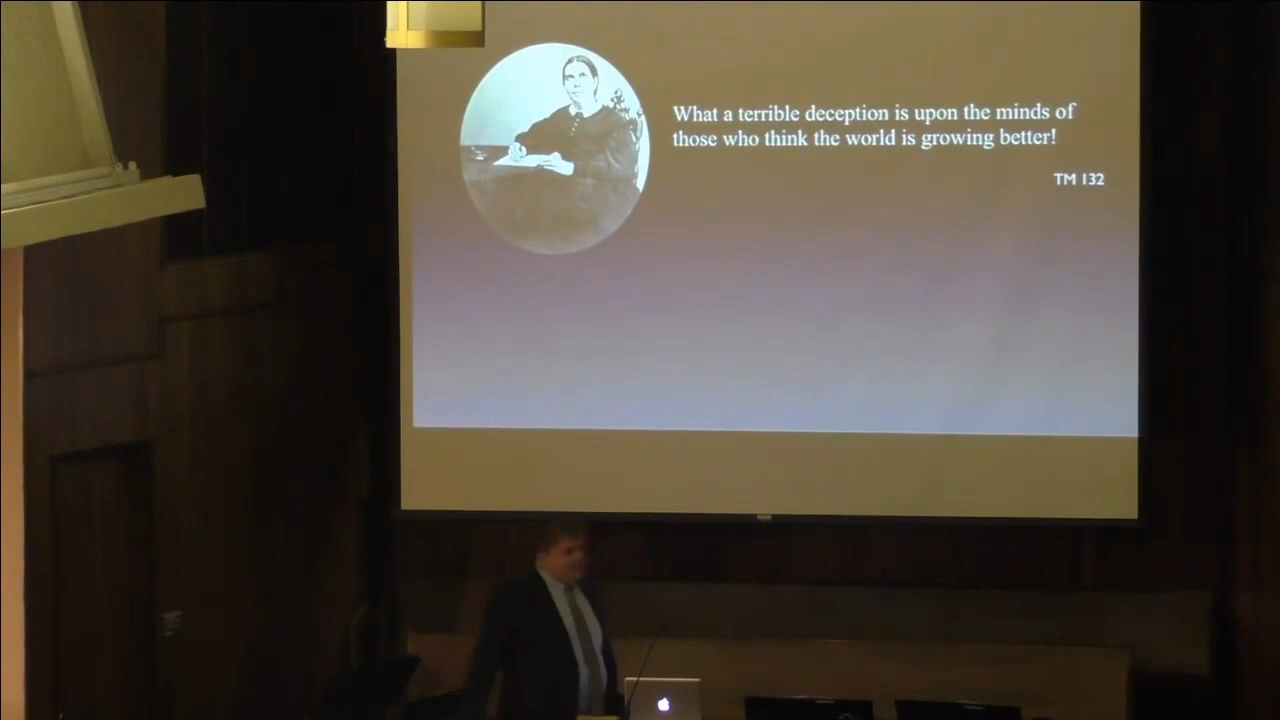 What a terrible deception is upon the minds of
those who think the world is growing better!
TM 132